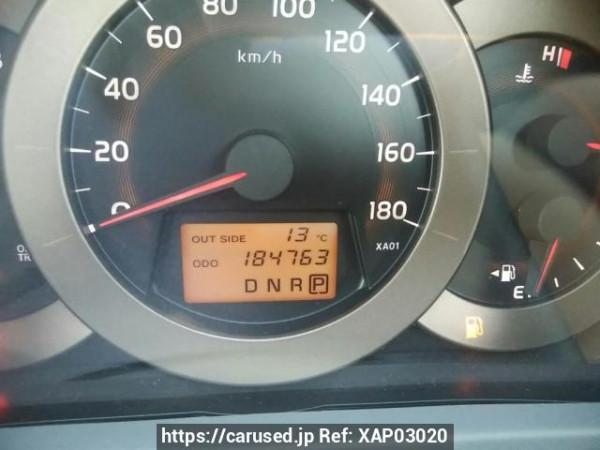 80
100
60
120
km/h
H
40
140
20
160
0
180
OUT SIDE 13 °C
XA01
ODO 184763
E
D N R P
https://carused.jp Ref: XAP03020